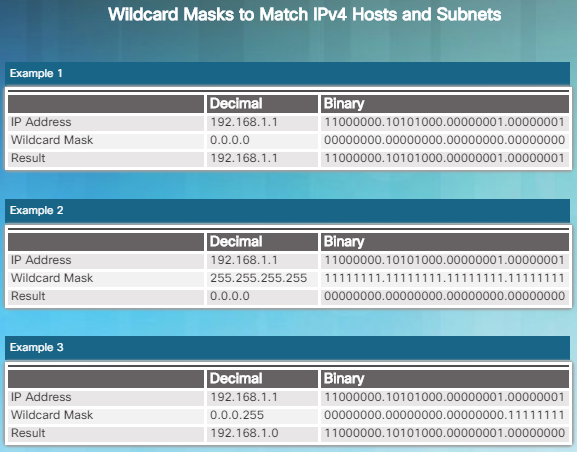 Wildcard Masks to Match IPv4 Hosts and Subnets
Example 1
Decimal Binary
IP Address 192.168.1.1 11000000.10101000.00000001.00000001
Wildcard Mask 0.0.0.0 00000000.00000000.00000000.00000000
Result 192.168.1.1 11000000.10101000.00000001.00000001
Example 2
Decimal Binary
IP Address 192.168.1.1 11000000.10101000.00000001.00000001
Wildcard Mask 255.255.255.255 11111111.11111111.11111111.11111111
Result 0.0.0.0 00000000.00000000.00000000.00000000
Example 3
Decimal Binary
IP Address 192.168.1.1 11000000.10101000.00000001.00000001
Wildcard Mask 0.0.0.255 00000000.00000000.00000000.11111111
Result 192.168.1.0 11000000.10101000.00000001.00000000